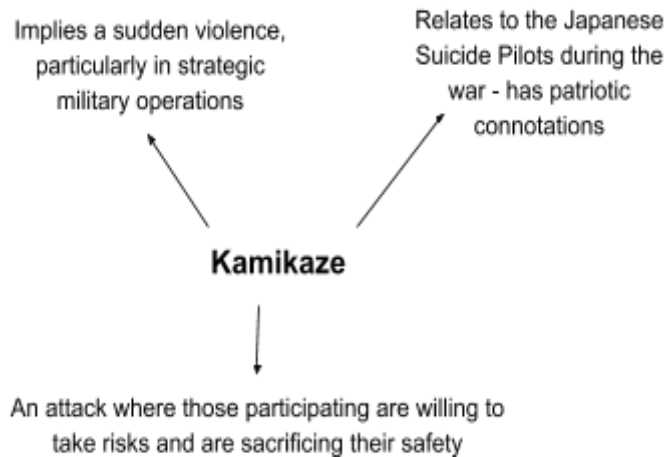 Implies a sudden violence,
particularly in strategic
military operations
Relates to the Japanese
Suicide Pilots during the
war - has patriotic
connotations
Kamikaze
An attack where those participating are willing to
take risks and are sacrificing their safety